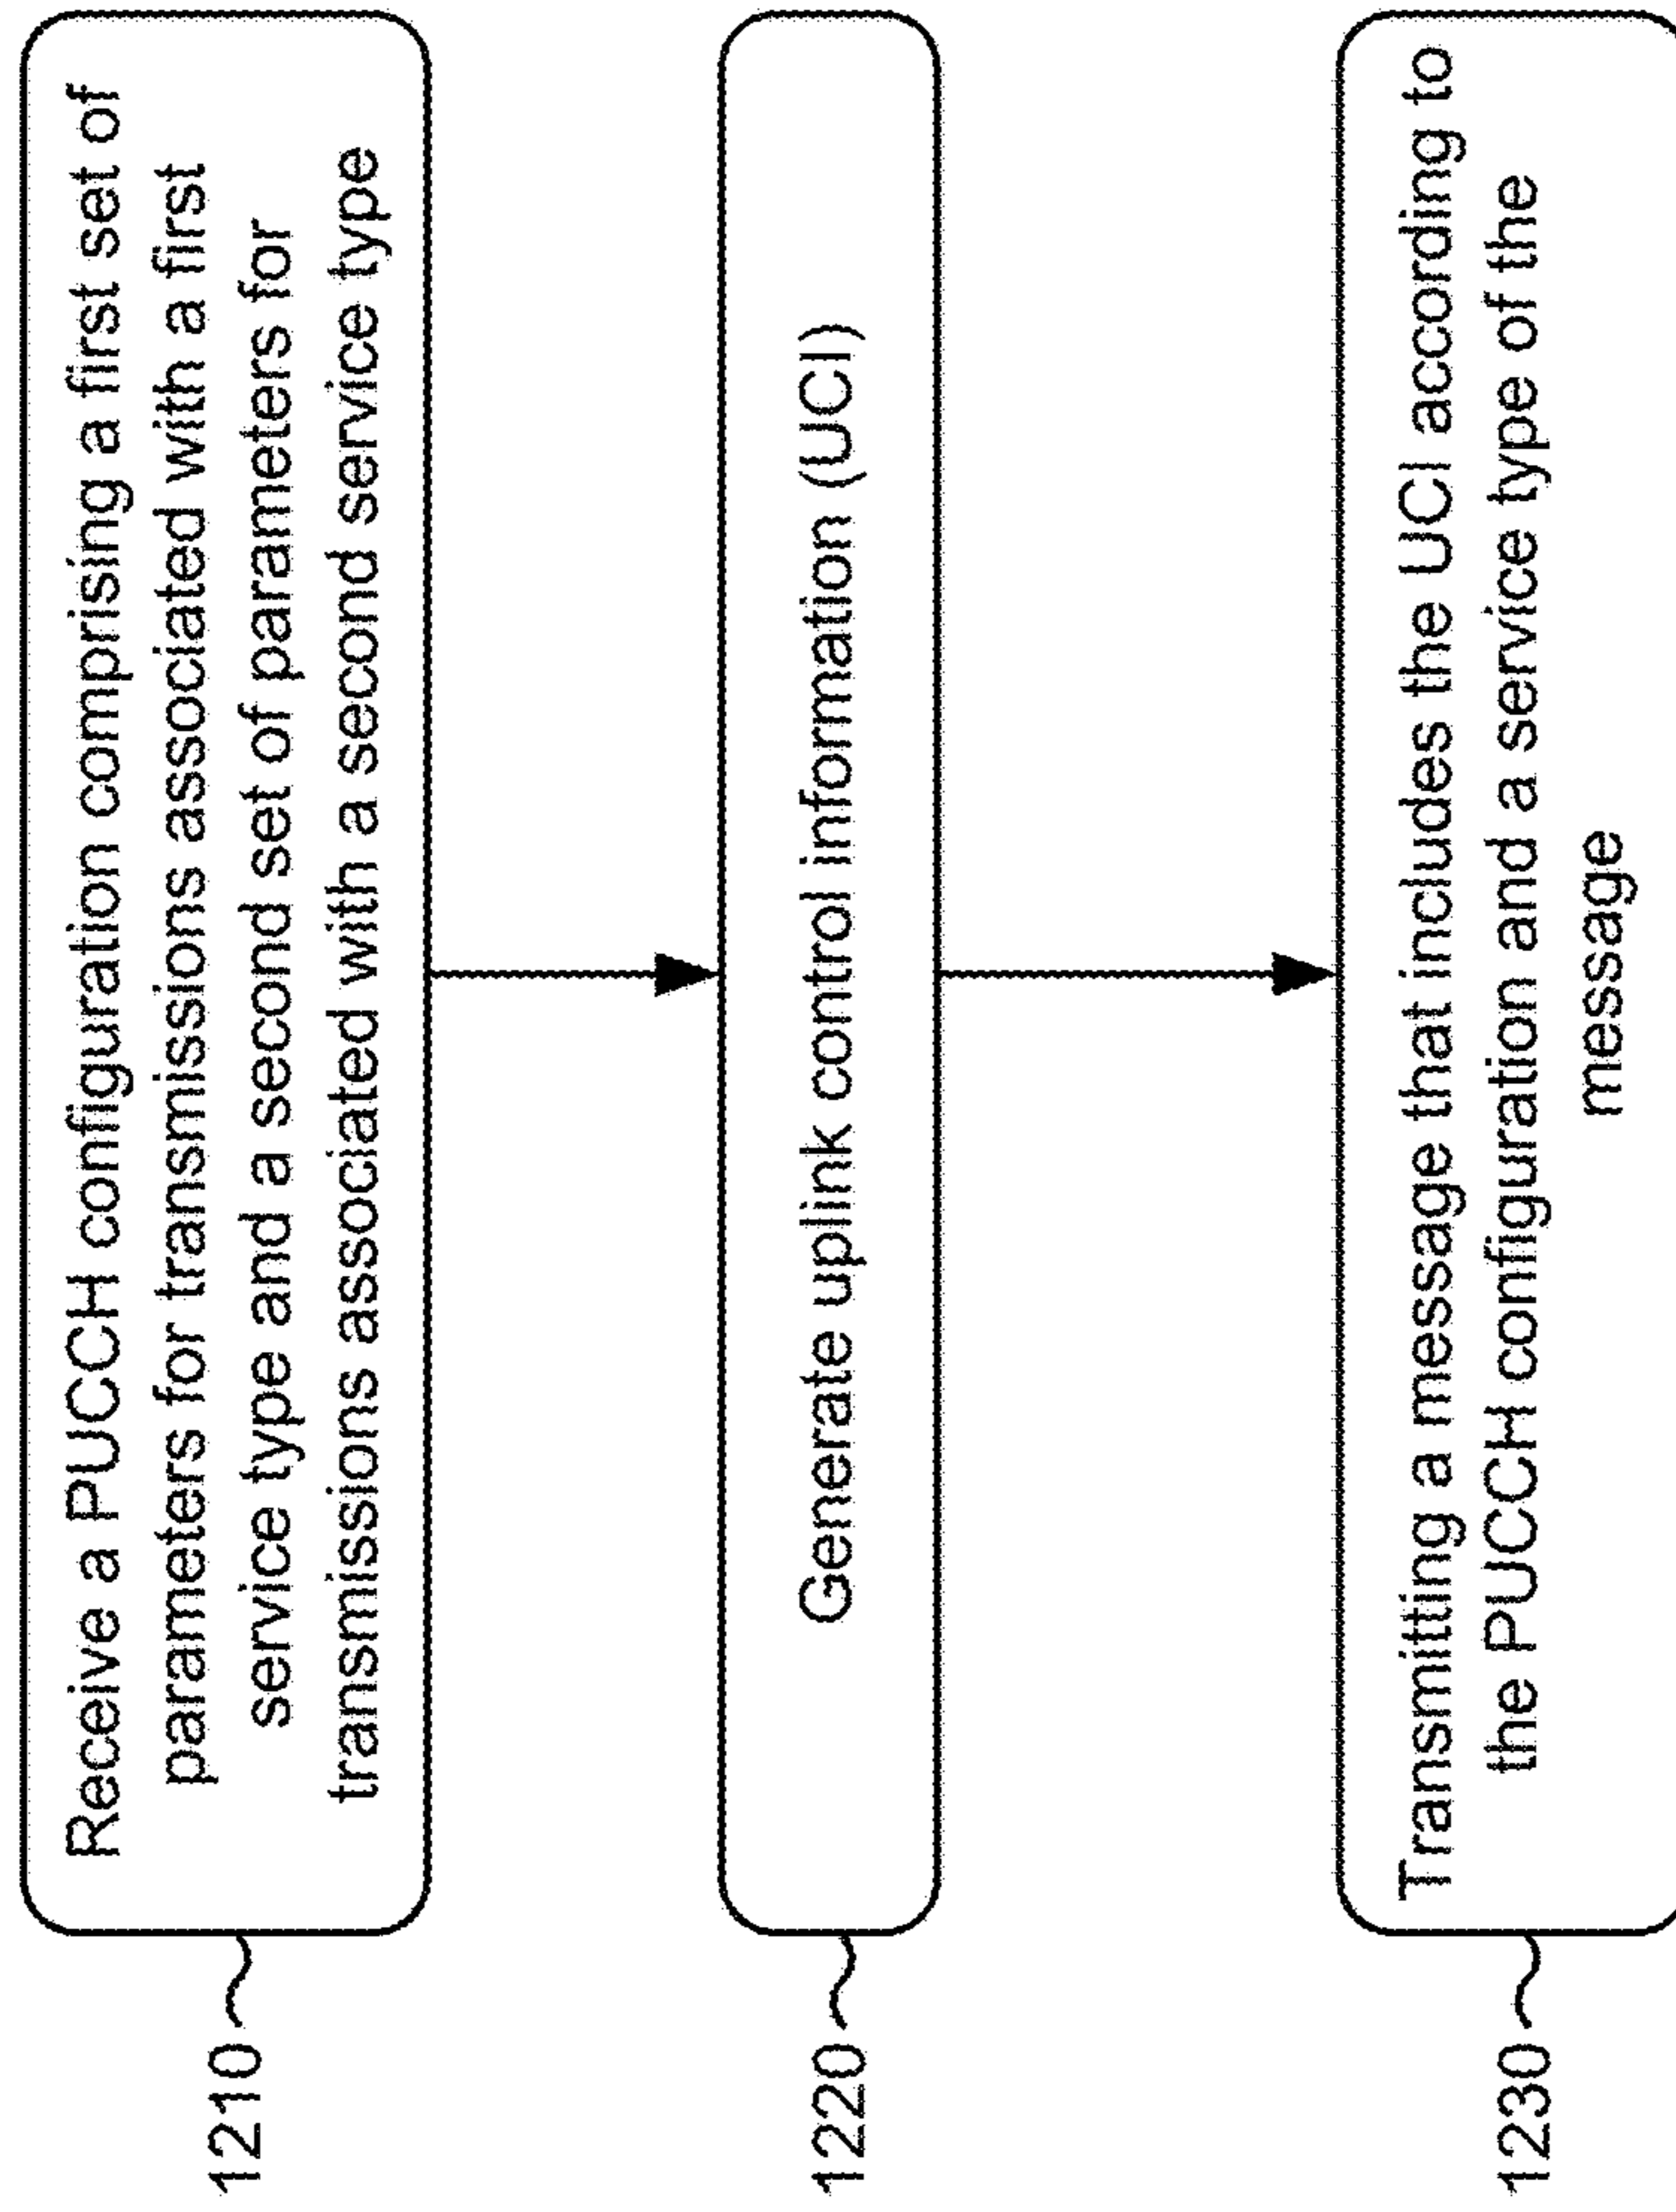 Receive a PUCCH configuration comprising a first set of
parameters for transmissions associated with a first
service type and a second set of parameters for
transmissions associated with a second service type
1210
Generate uplink control information (UCI)
1220
Transmitting a message that includes the UCI according to
the PUCCH configuration and a service type of the
message
1230